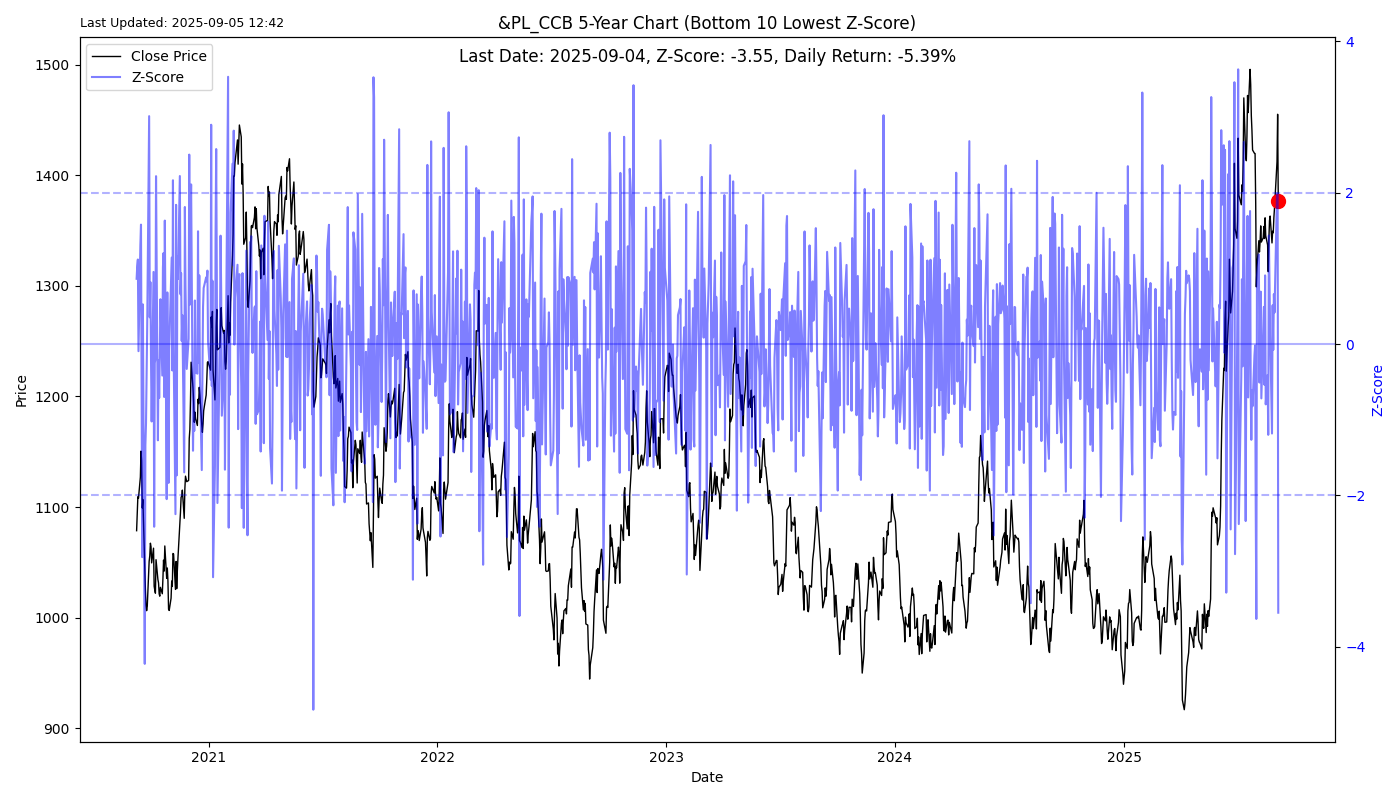 Last Updated: 2025-09-05 12:42
&PL_CCB 5-Year Chart (Bottom 10 Lowest Z-Score)
Last Date: 2025-09-04, Z-Score: -3.55, Daily Return: -5.39%
Close Price
Z-Score
Price
1500
1400
1300
1200
1100
1000
900
4
2
0
−2
−4
Z-Score
2021
2022
2023
2024
2025
Date